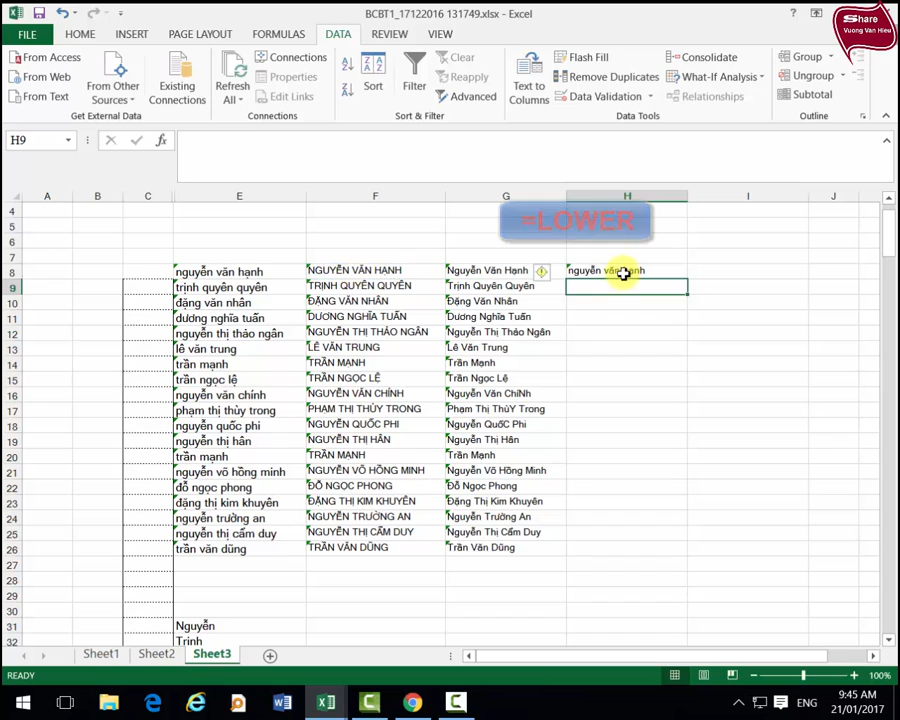 BCBT1_17122016 131749.xlsx - Excel
Share
Vuong Van Hieu
FILE HOME INSERT PAGE LAYOUT FORMULAS DATA REVIEW VIEW
From Access
From Web
From Text
From Other Sources
Existing Connections
Get External Data
Refresh All
Connections
Properties
Edit Links
Connections
Sort
Filter
Clear
Reapply
Advanced
Sort & Filter
Text to Columns
Flash Fill
Remove Duplicates
Data Validation
Consolidate
What-If Analysis
Relationships
Data Tools
Group
Ungroup
Subtotal
Outline
H9
fx
A B C E F G H I J
4
5
=LOWER
6
7
8 nguyễn văn hạnh NGUYỄN VĂN HẠNH Nguyễn Văn Hạnh
9 trịnh quyên quyên TRỊNH QUYÊN QUYÊN Trịnh Quyên Quyên
10 đặng văn nhân ĐẶNG VĂN NHÂN Đặng Văn Nhân
11 dương nghĩa tuấn DƯƠNG NGHĨA TUẤN Dương Nghĩa Tuấn
12 nguyễn thị thảo ngân NGUYỄN THỊ THẢO NGÂN Nguyễn Thị Thảo Ngân
13 lê văn trung LÊ VĂN TRUNG Lê Văn Trung
14 trần mạnh TRẦN MẠNH Trần Mạnh
15 trần ngọc lệ TRẦN NGỌC LỆ Trần Ngọc Lệ
16 nguyễn văn chính NGUYỄN VĂN CHÍNH Nguyễn Văn ChíNh
17 phạm thị thùy trong PHẠM THỊ THÙY TRONG Phạm Thị ThùY Trong
18 nguyễn quốc phi NGUYỄN QUỐC PHI Nguyễn QuốC Phi
19 nguyễn thị hân NGUYỄN THỊ HÂN Nguyễn Thị Hân
20 trần mạnh TRẦN MẠNH Trần Mạnh
21 nguyễn võ hồng minh NGUYỄN VÕ HỒNG MINH Nguyễn Võ Hồng Minh
22 đỗ ngọc phong ĐỖ NGỌC PHONG Đỗ Ngọc Phong
23 đặng thị kim khuyên ĐẶNG THỊ KIM KHUYÊN Đặng Thị Kim Khuyên
24 nguyễn trường an NGUYỄN TRƯỜNG AN Nguyễn Trường An
25 nguyễn thị cẩm duy NGUYỄN THỊ CẨM DUY Nguyễn Thị Cẩm Duy
26 trần văn dũng TRẦN VĂN DŨNG Trần Văn Dũng
27
28
29
30
31 Nguyễn
32 Trịnh
Sheet1 Sheet2 Sheet3
READY
100%
ENG
9:45 AM
21/01/2017